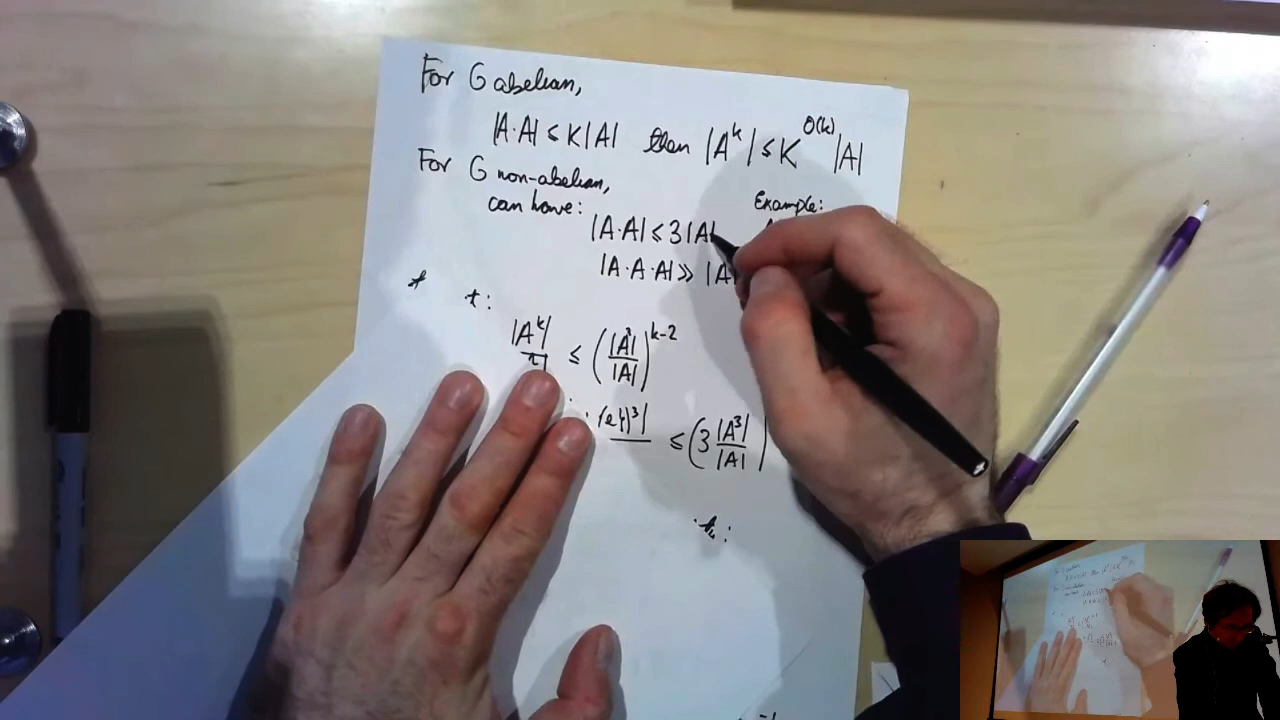 For G abelian,
|A·A| ≤ K|A| then |A^k| ≤ K^{O(k)} |A|
For G non-abelian,
can have:
Example:
|A·A| ≤ 3|A|
|A·A·A| ≫ |A
t:
|A^k| ≤ (|A^3|/|A|)^{k-2}
≤ (3 |A^3|/|A|)